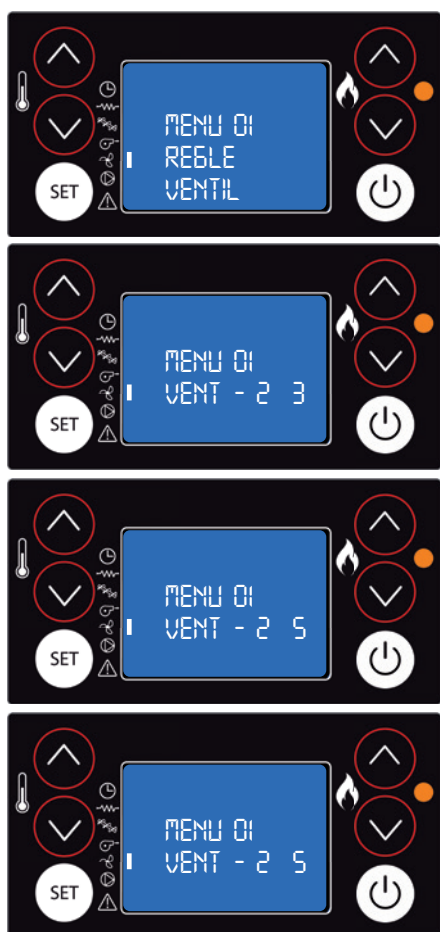 MENU 01
REGLE
VENTIL
SET
MENU 01
VENT - 2 3
SET
MENU 01
VENT - 2 5
SET
MENU 01
VENT - 2 5
SET